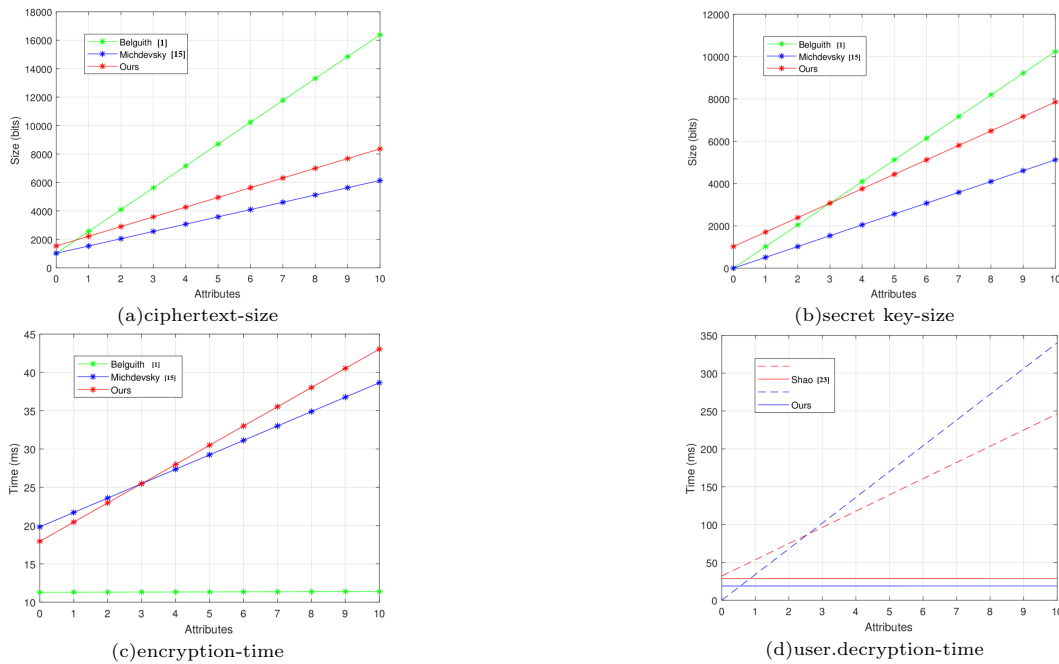 18000
16000
14000
12000
10000
8000
6000
4000
2000
0
Size (bits)
Belguith [1]
Michdevsky [15]
Ours
0 1 2 3 4 5 6 7 8 9 10
Attributes
(a)ciphertext-size
12000
10000
8000
6000
4000
2000
0
Size (bits)
Belguith [1]
Michdevsky [15]
Ours
0 1 2 3 4 5 6 7 8 9 10
Attributes
(b)secret key-size
45
40
35
30
25
20
15
10
Time (ms)
Belguith [1]
Michdevsky [15]
Ours
0 1 2 3 4 5 6 7 8 9 10
Attributes
(c)encryption-time
350
300
250
200
150
100
50
0
Time (ms)
Shao [23]
Ours
0 1 2 3 4 5 6 7 8 9 10
Attributes
(d)user.decryption-time